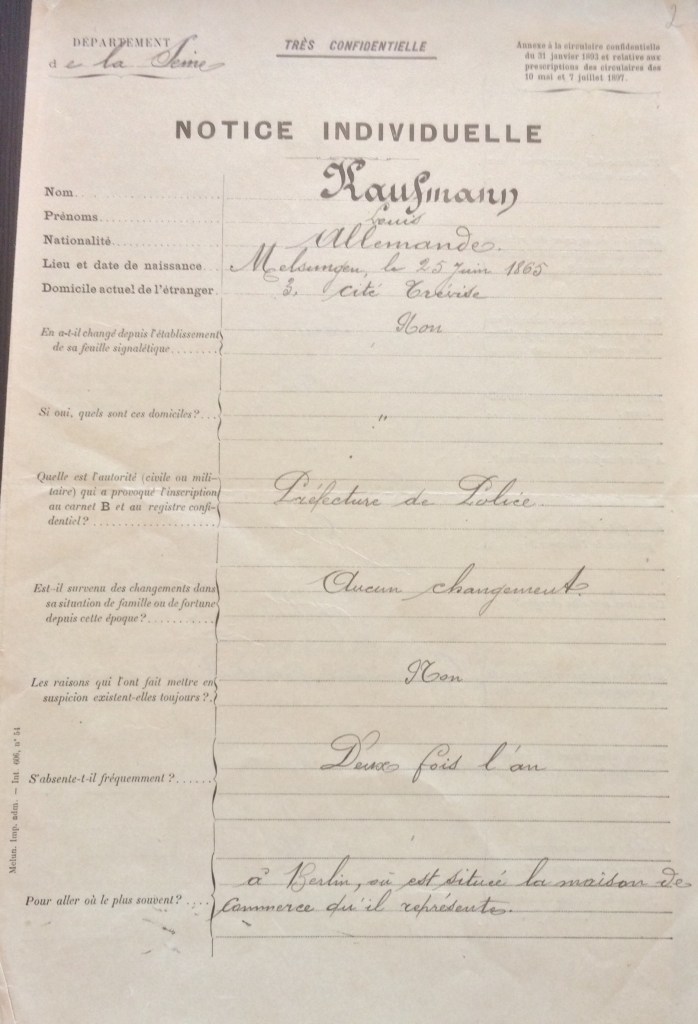 2
DÉPARTEMENT
de la Seine
TRÈS CONFIDENTIELLE
Annexe à la circulaire confidentielle
du 31 janvier 1893 et relative aux
prescriptions des circulaires des
10 mai et 7 juillet 1897.
NOTICE INDIVIDUELLE
Nom Kaufmann
Prénoms Louis
Nationalité Allemande.
Lieu et date de naissance Melsungen, le 25 Juin 1865
Domicile actuel de l'étranger 3, cité Trévise
En a-t-il changé depuis l'établissement Non
de sa feuille signalétique
Si oui, quels sont ces domiciles? "
Quelle est l'autorité (civile ou mili-
taire) qui a provoqué l'inscription Préfecture de Police.
au carnet B et au registre confi-
dentiel?
Est-il survenu des changements dans Aucun changement.
sa situation de famille ou de fortune
depuis cette époque?
Les raisons qui l'ont fait mettre en Non
suspicion existent-elles toujours?
S'absente-t-il fréquemment? Deux fois l'an
Pour aller où le plus souvent? à Berlin, où est située la maison de
Commerce qu'il représente.
Melun. Imp. adm. — Int. 606, n° 54